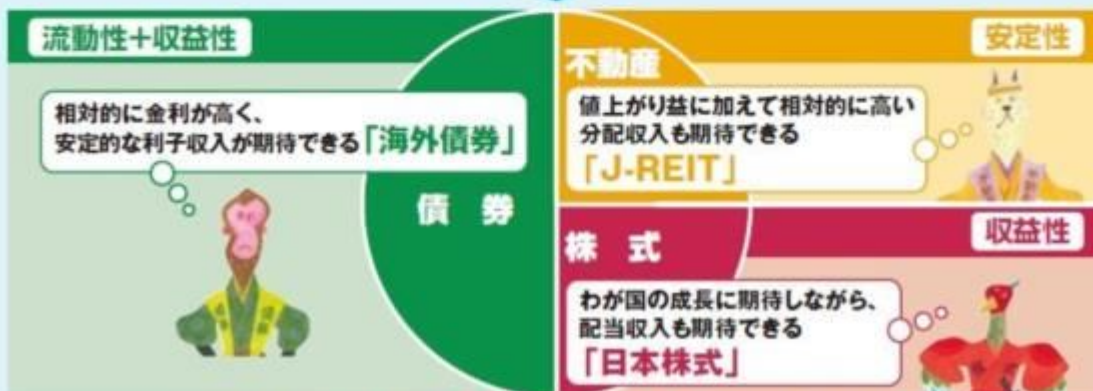 流動性+収益性
相対的に金利が高く、
安定的な利子収入が期待できる「海外債券」
債券
不動産
安定性
値上がり益に加えて相対的に高い
分配収入も期待できる
「J-REIT」
株式
収益性
わが国の成長に期待しながら、
配当収入も期待できる
「日本株式」